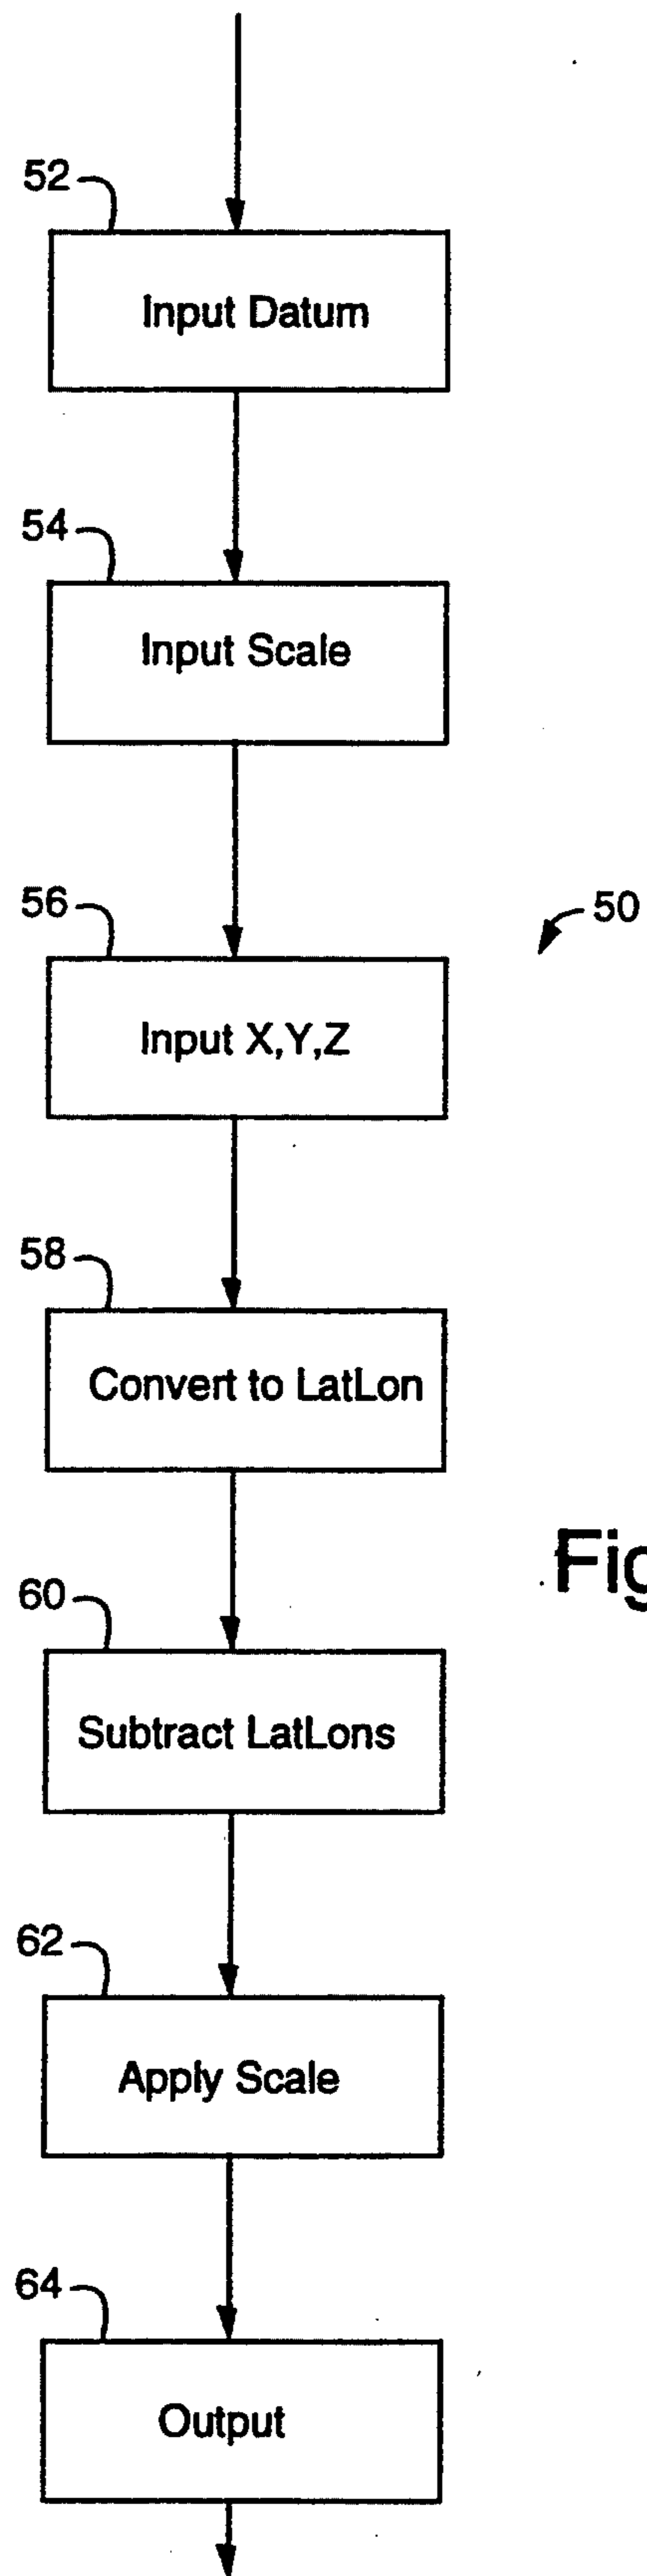 52
Input Datum
54
Input Scale
56
50
Input X,Y,Z
58
Convert to LatLon
Fig
60
Subtract LatLons
62
Apply Scale
64
Output